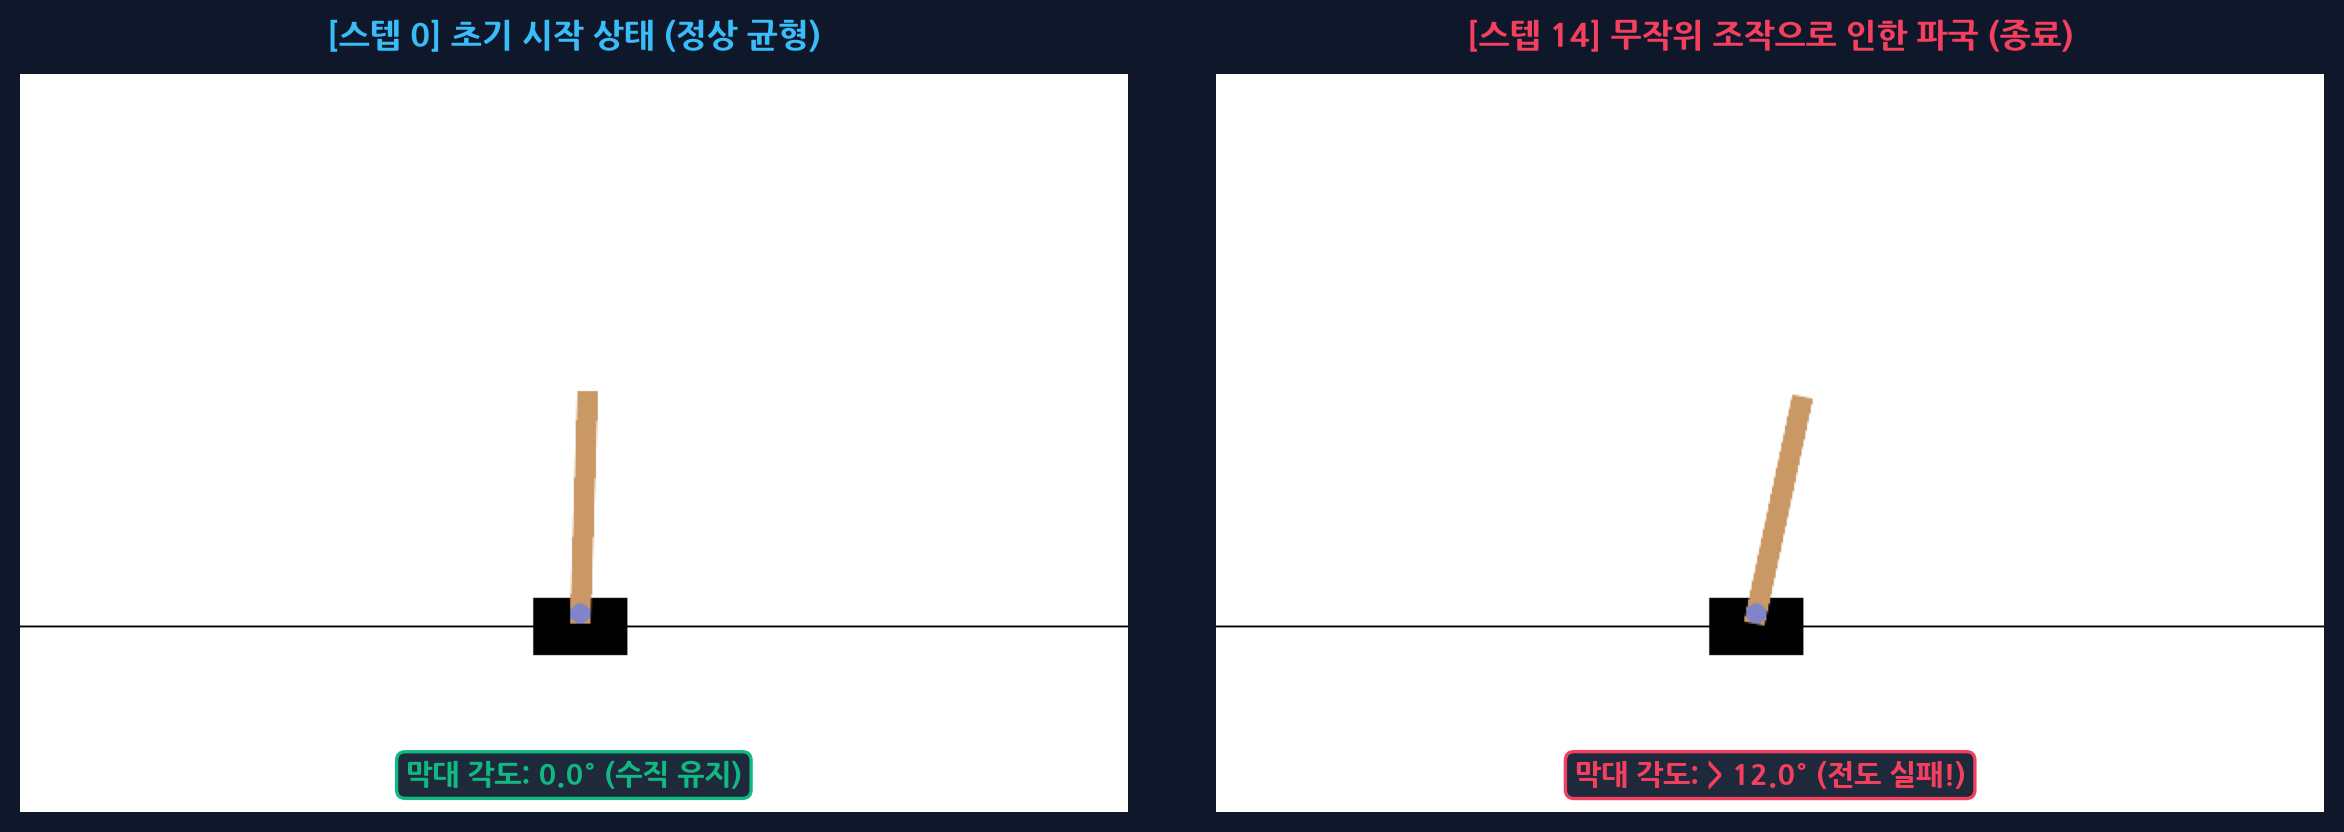 [스텝 0] 초기 시작 상태 (정상 균형)
막대 각도: 0.0° (수직 유지)
[스텝 14] 무작위 조작으로 인한 파국 (종료)
막대 각도: > 12.0° (전도 실패!)